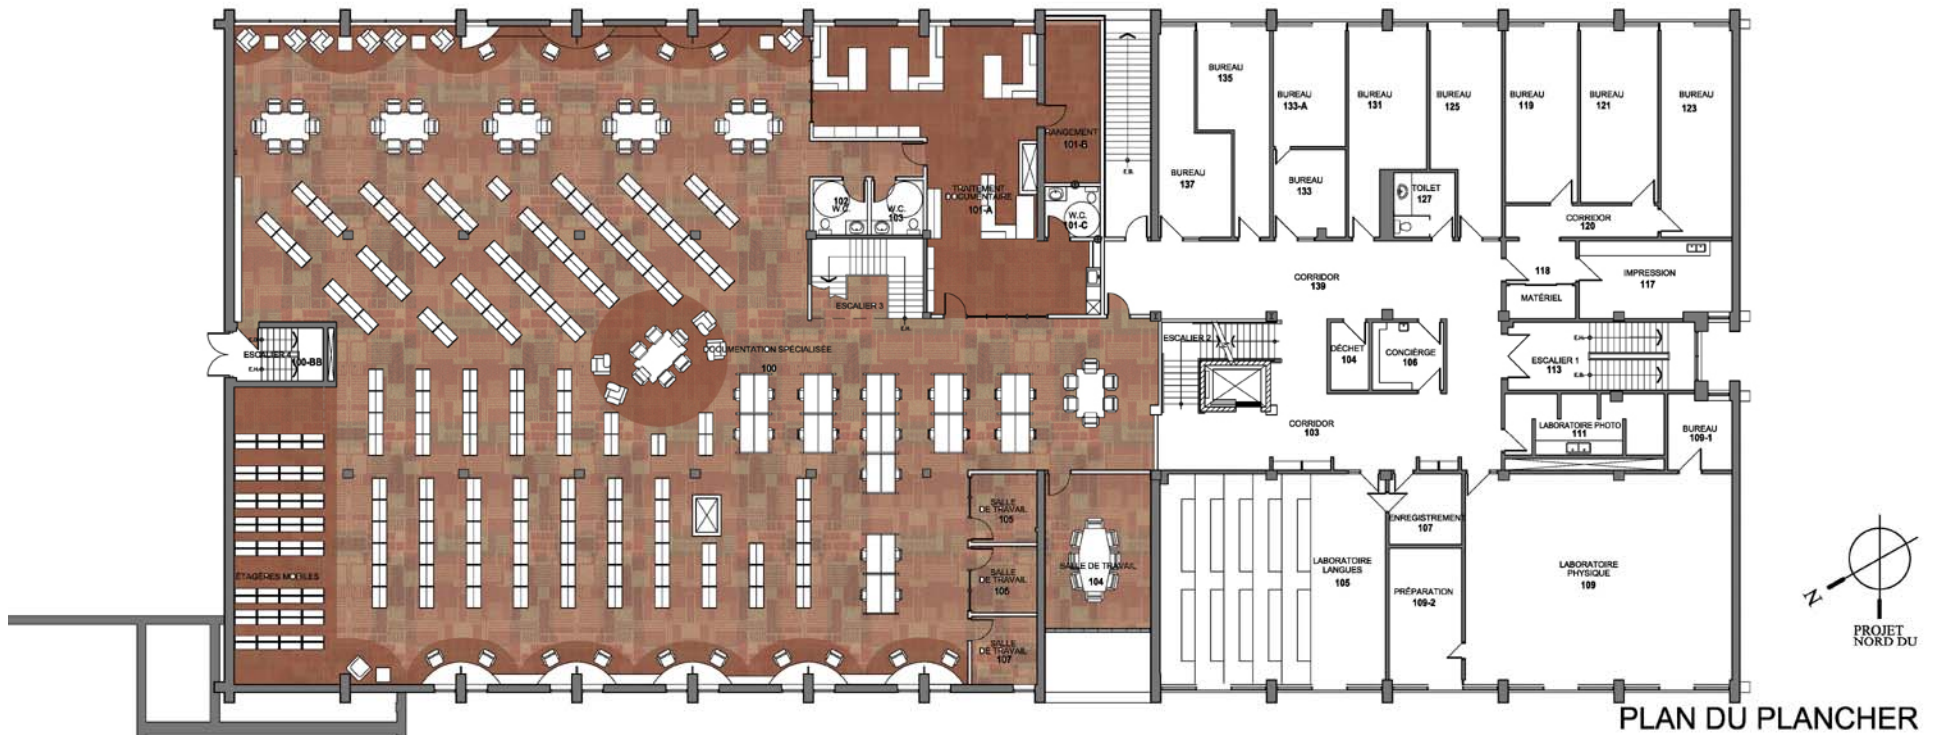 BUREAU
135
BUREAU
133-A
BUREAU
131
BUREAU
125
BUREAU
119
BUREAU
121
BUREAU
123
RANGEMENT
101-B
E.B.
BUREAU
137
BUREAU
133
TOILET
127
TRAITEMENT
DOCUMENTAIRE
101-A
102
W.C.
W.C.
103
W.C.
101-C
CORRIDOR
120
CORRIDOR
139
118
IMPRESSION
117
MATÉRIEL
ESCALIER 3
E.H.
ESCALIER 4
E.H.
100-BB
DOCUMENTATION SPÉCIALISÉE
100
ESCALIER 2
DÉCHET
104
CONCIERGE
106
ESCALIER 1
113
E.H.
E.B.
CORRIDOR
103
LABORATOIRE PHOTO
111
BUREAU
109-1
SALLE
DE TRAVAIL
105
ENREGISTREMENT
107
SALLE
DE TRAVAIL
106
SALLE DE TRAVAIL
104
LABORATOIRE
LANGUES
105
LABORATOIRE
PHYSIQUE
109
PRÉPARATION
109-2
ÉTAGÈRES MOBILES
SALLE
DE TRAVAIL
107
N
PROJET
NORD DU
PLAN DU PLANCHER